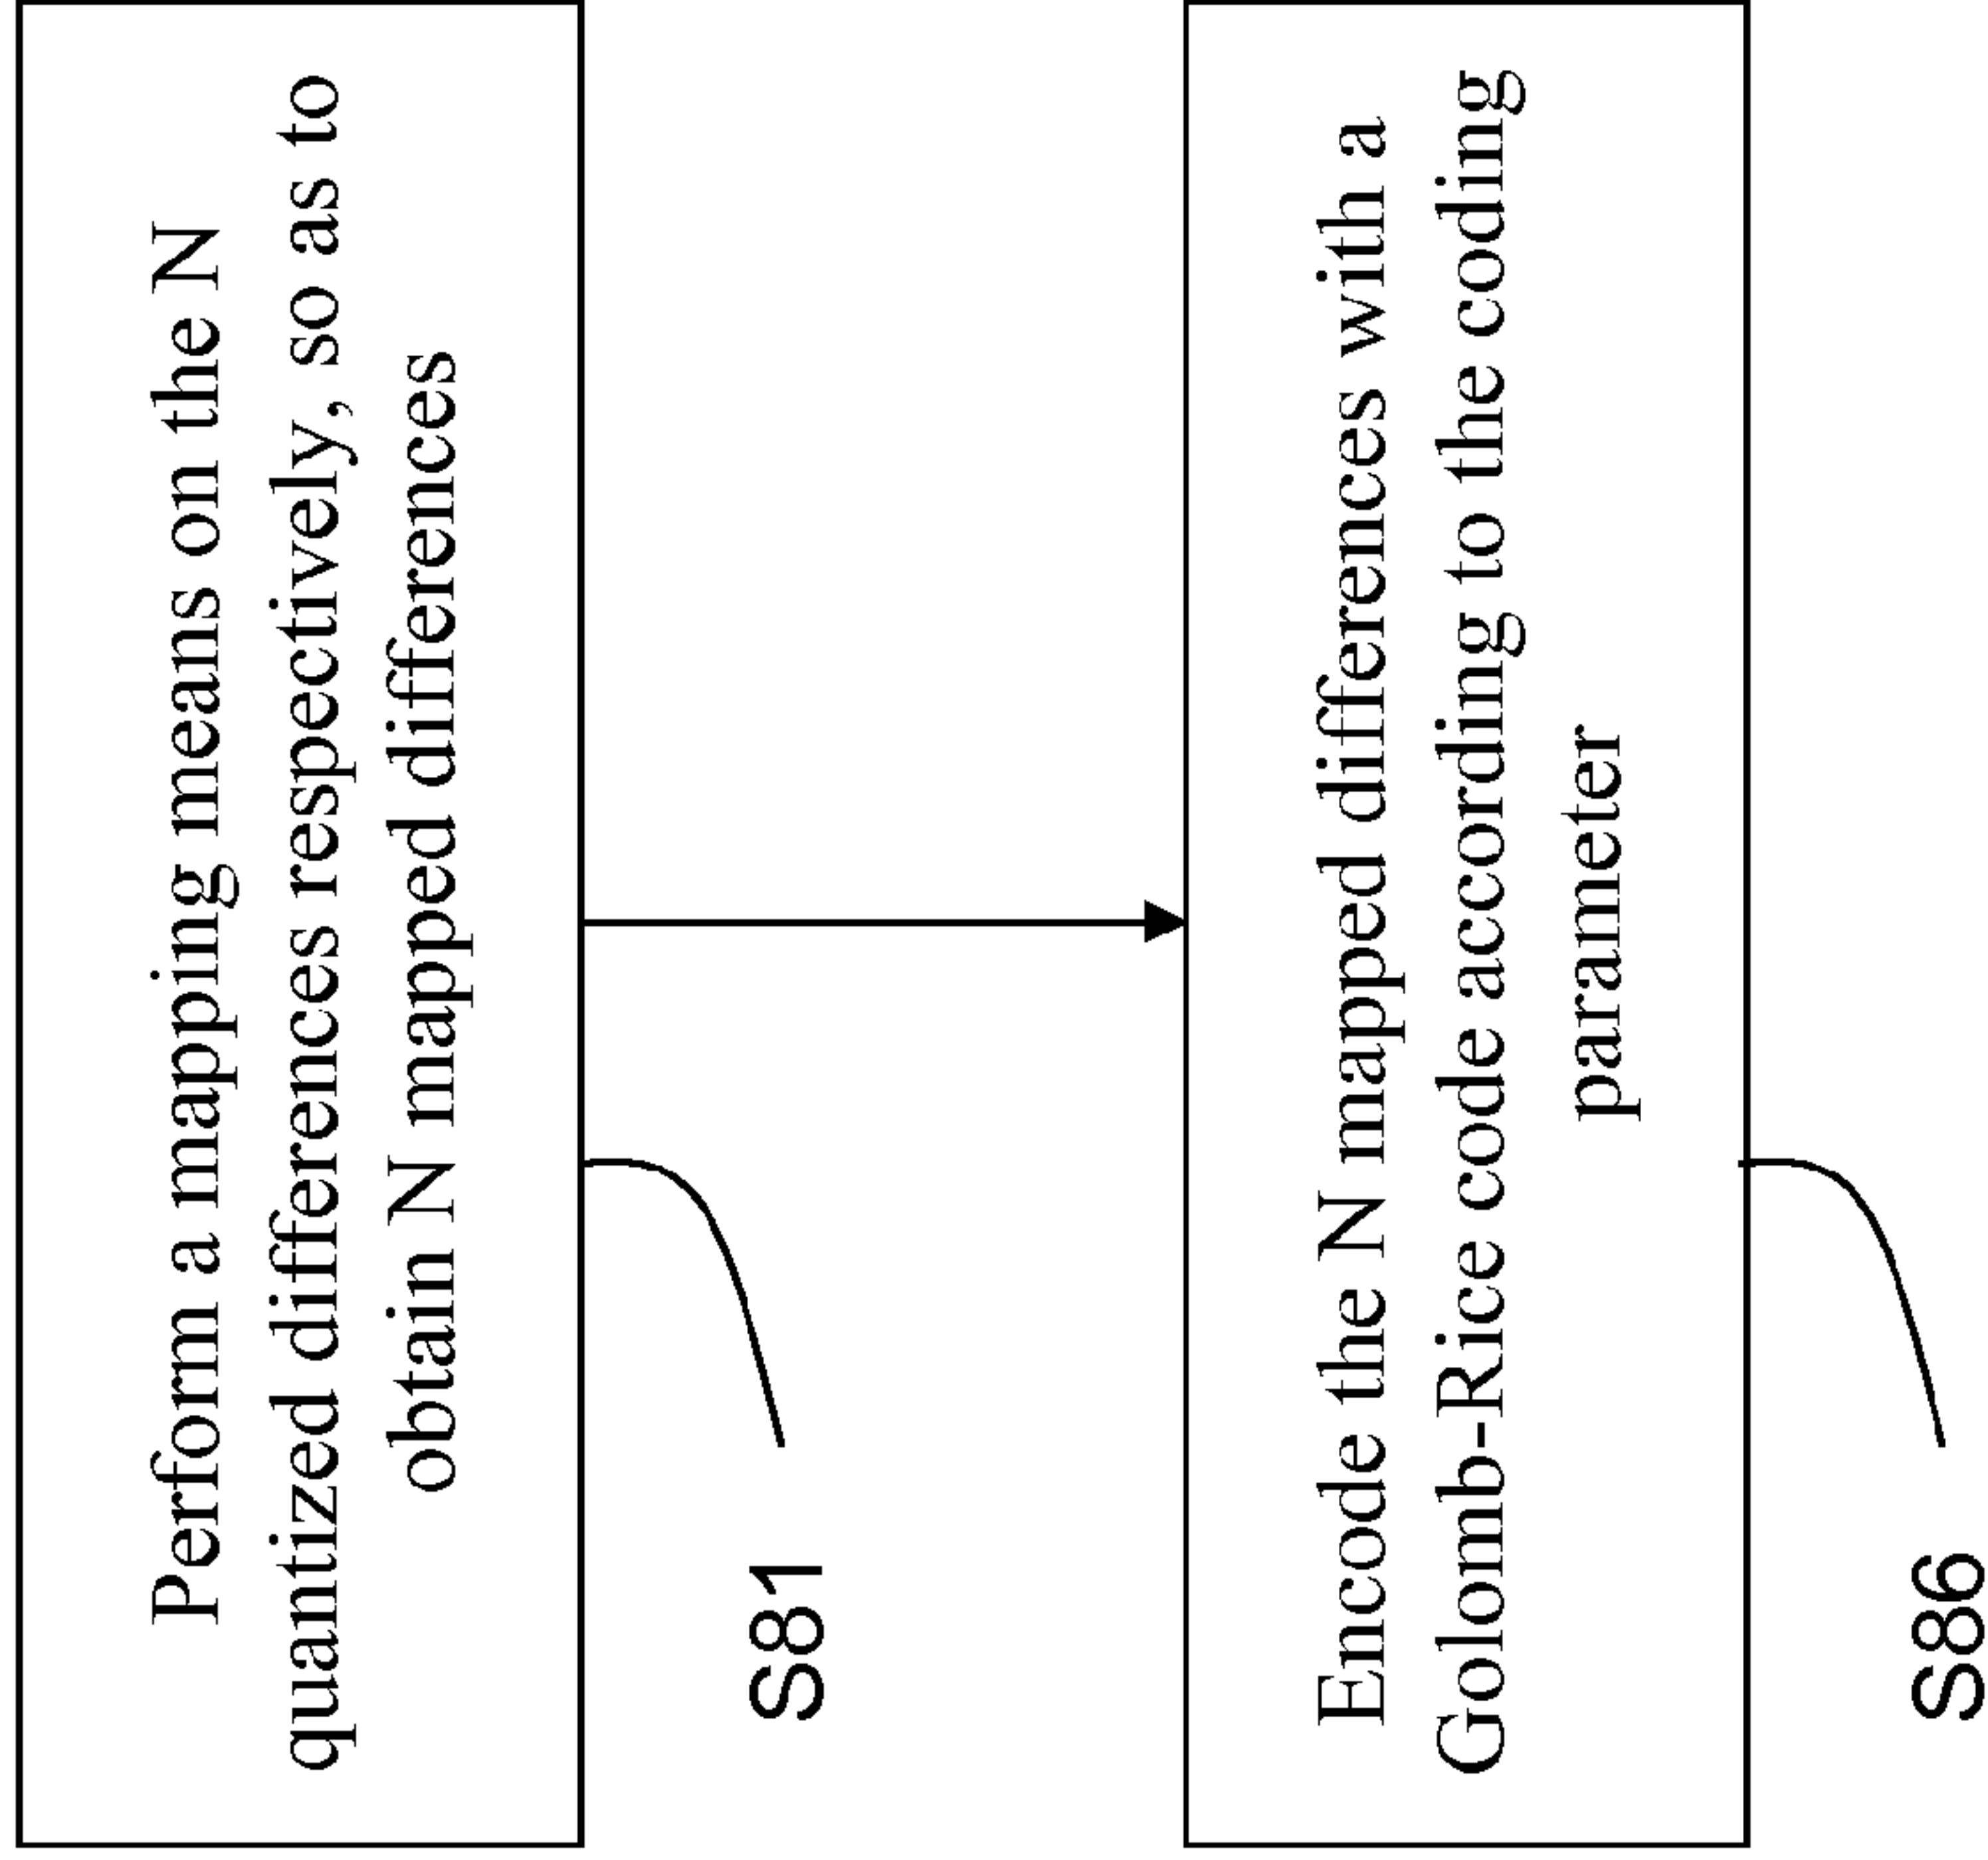 Perform a mapping means on the N
quantized differences respectively, so as to
obtain N mapped differences
S81
Encode the N mapped differences with a
Golomb-Rice code according to the coding
parameter
S86